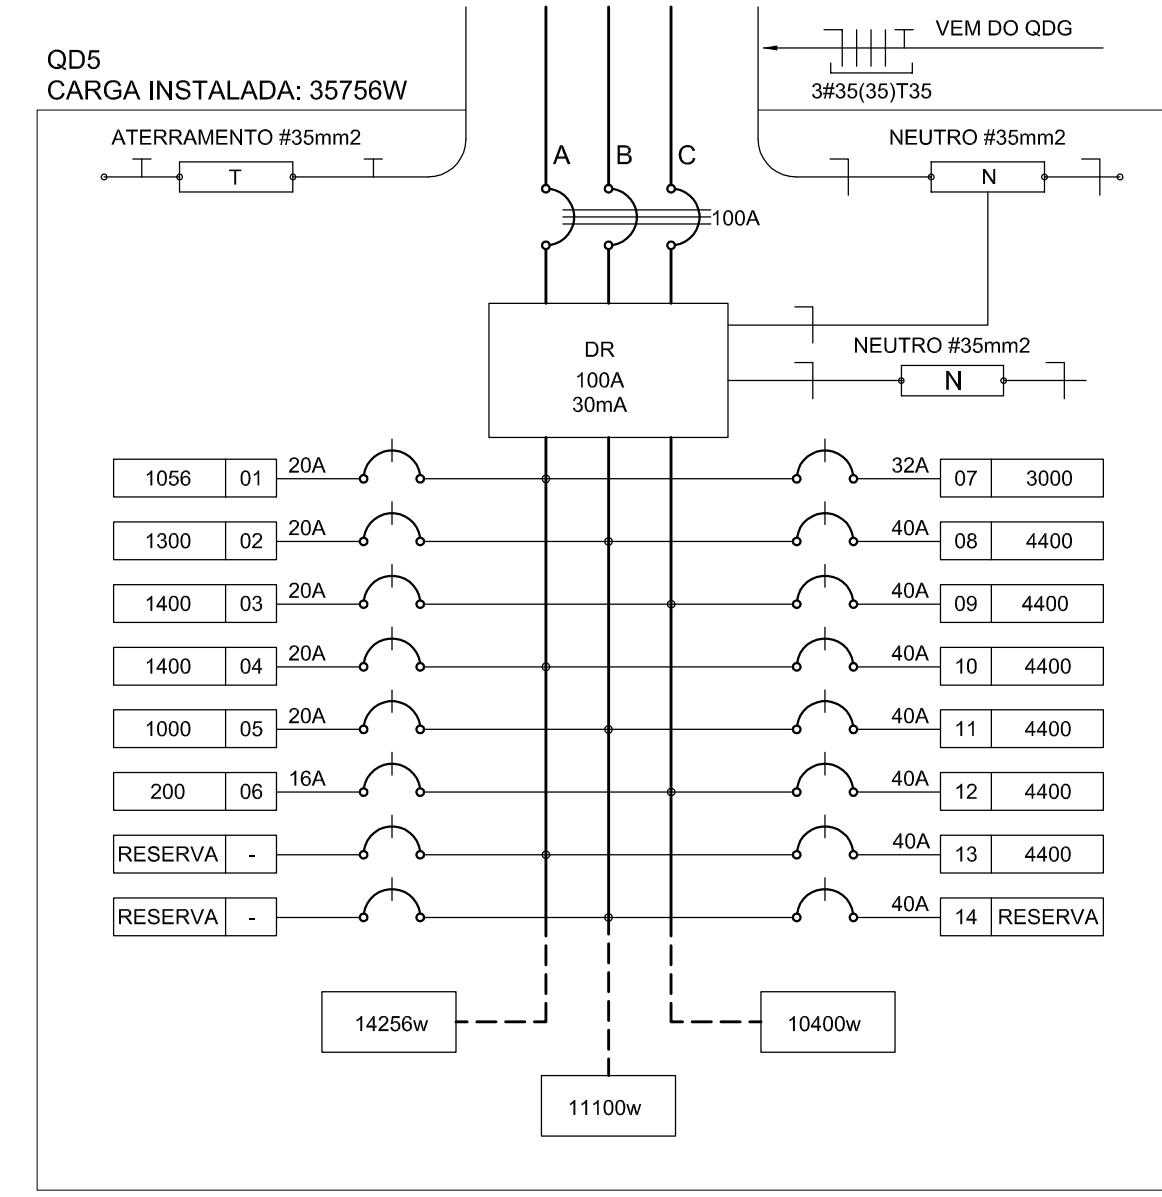 VEM DO QDG
QD5
CARGA INSTALADA: 35756W
3#35(35)T35
ATERRAMENTO #35mm2
NEUTRO #35mm2
A B C
T
N
100A
DR
100A
30mA
NEUTRO #35mm2
N
1056 01 20A 32A 07 3000
1300 02 20A 40A 08 4400
1400 03 20A 40A 09 4400
1400 04 20A 40A 10 4400
1000 05 20A 40A 11 4400
200 06 16A 40A 12 4400
RESERVA - 40A 13 4400
RESERVA - 40A 14 RESERVA
14256w
10400w
11100w